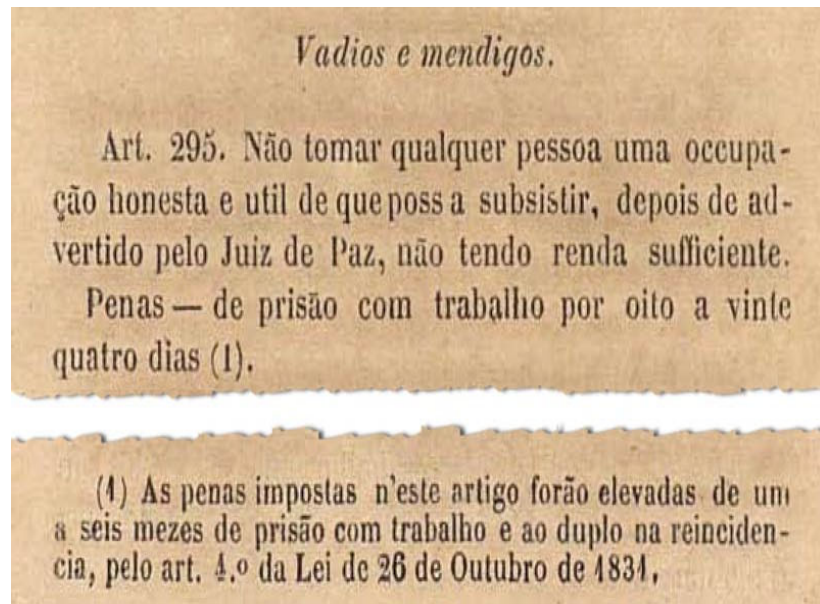 Vadios e mendigos.
Art. 295. Não tomar qualquer pessoa uma occupa-
ção honesta e util de que possa subsistir, depois de ad-
vertido pelo Juiz de Paz, não tendo renda sufficiente.
Penas — de prisão com trabalho por oito a vinte
quatro dias (1).
(1) As penas impostas n'este artigo forão elevadas de um
a seis mezes de prisão com trabalho e ao duplo na reinciden-
cia, pelo art. 4.º da Lei de 26 de Outubro de 1831.